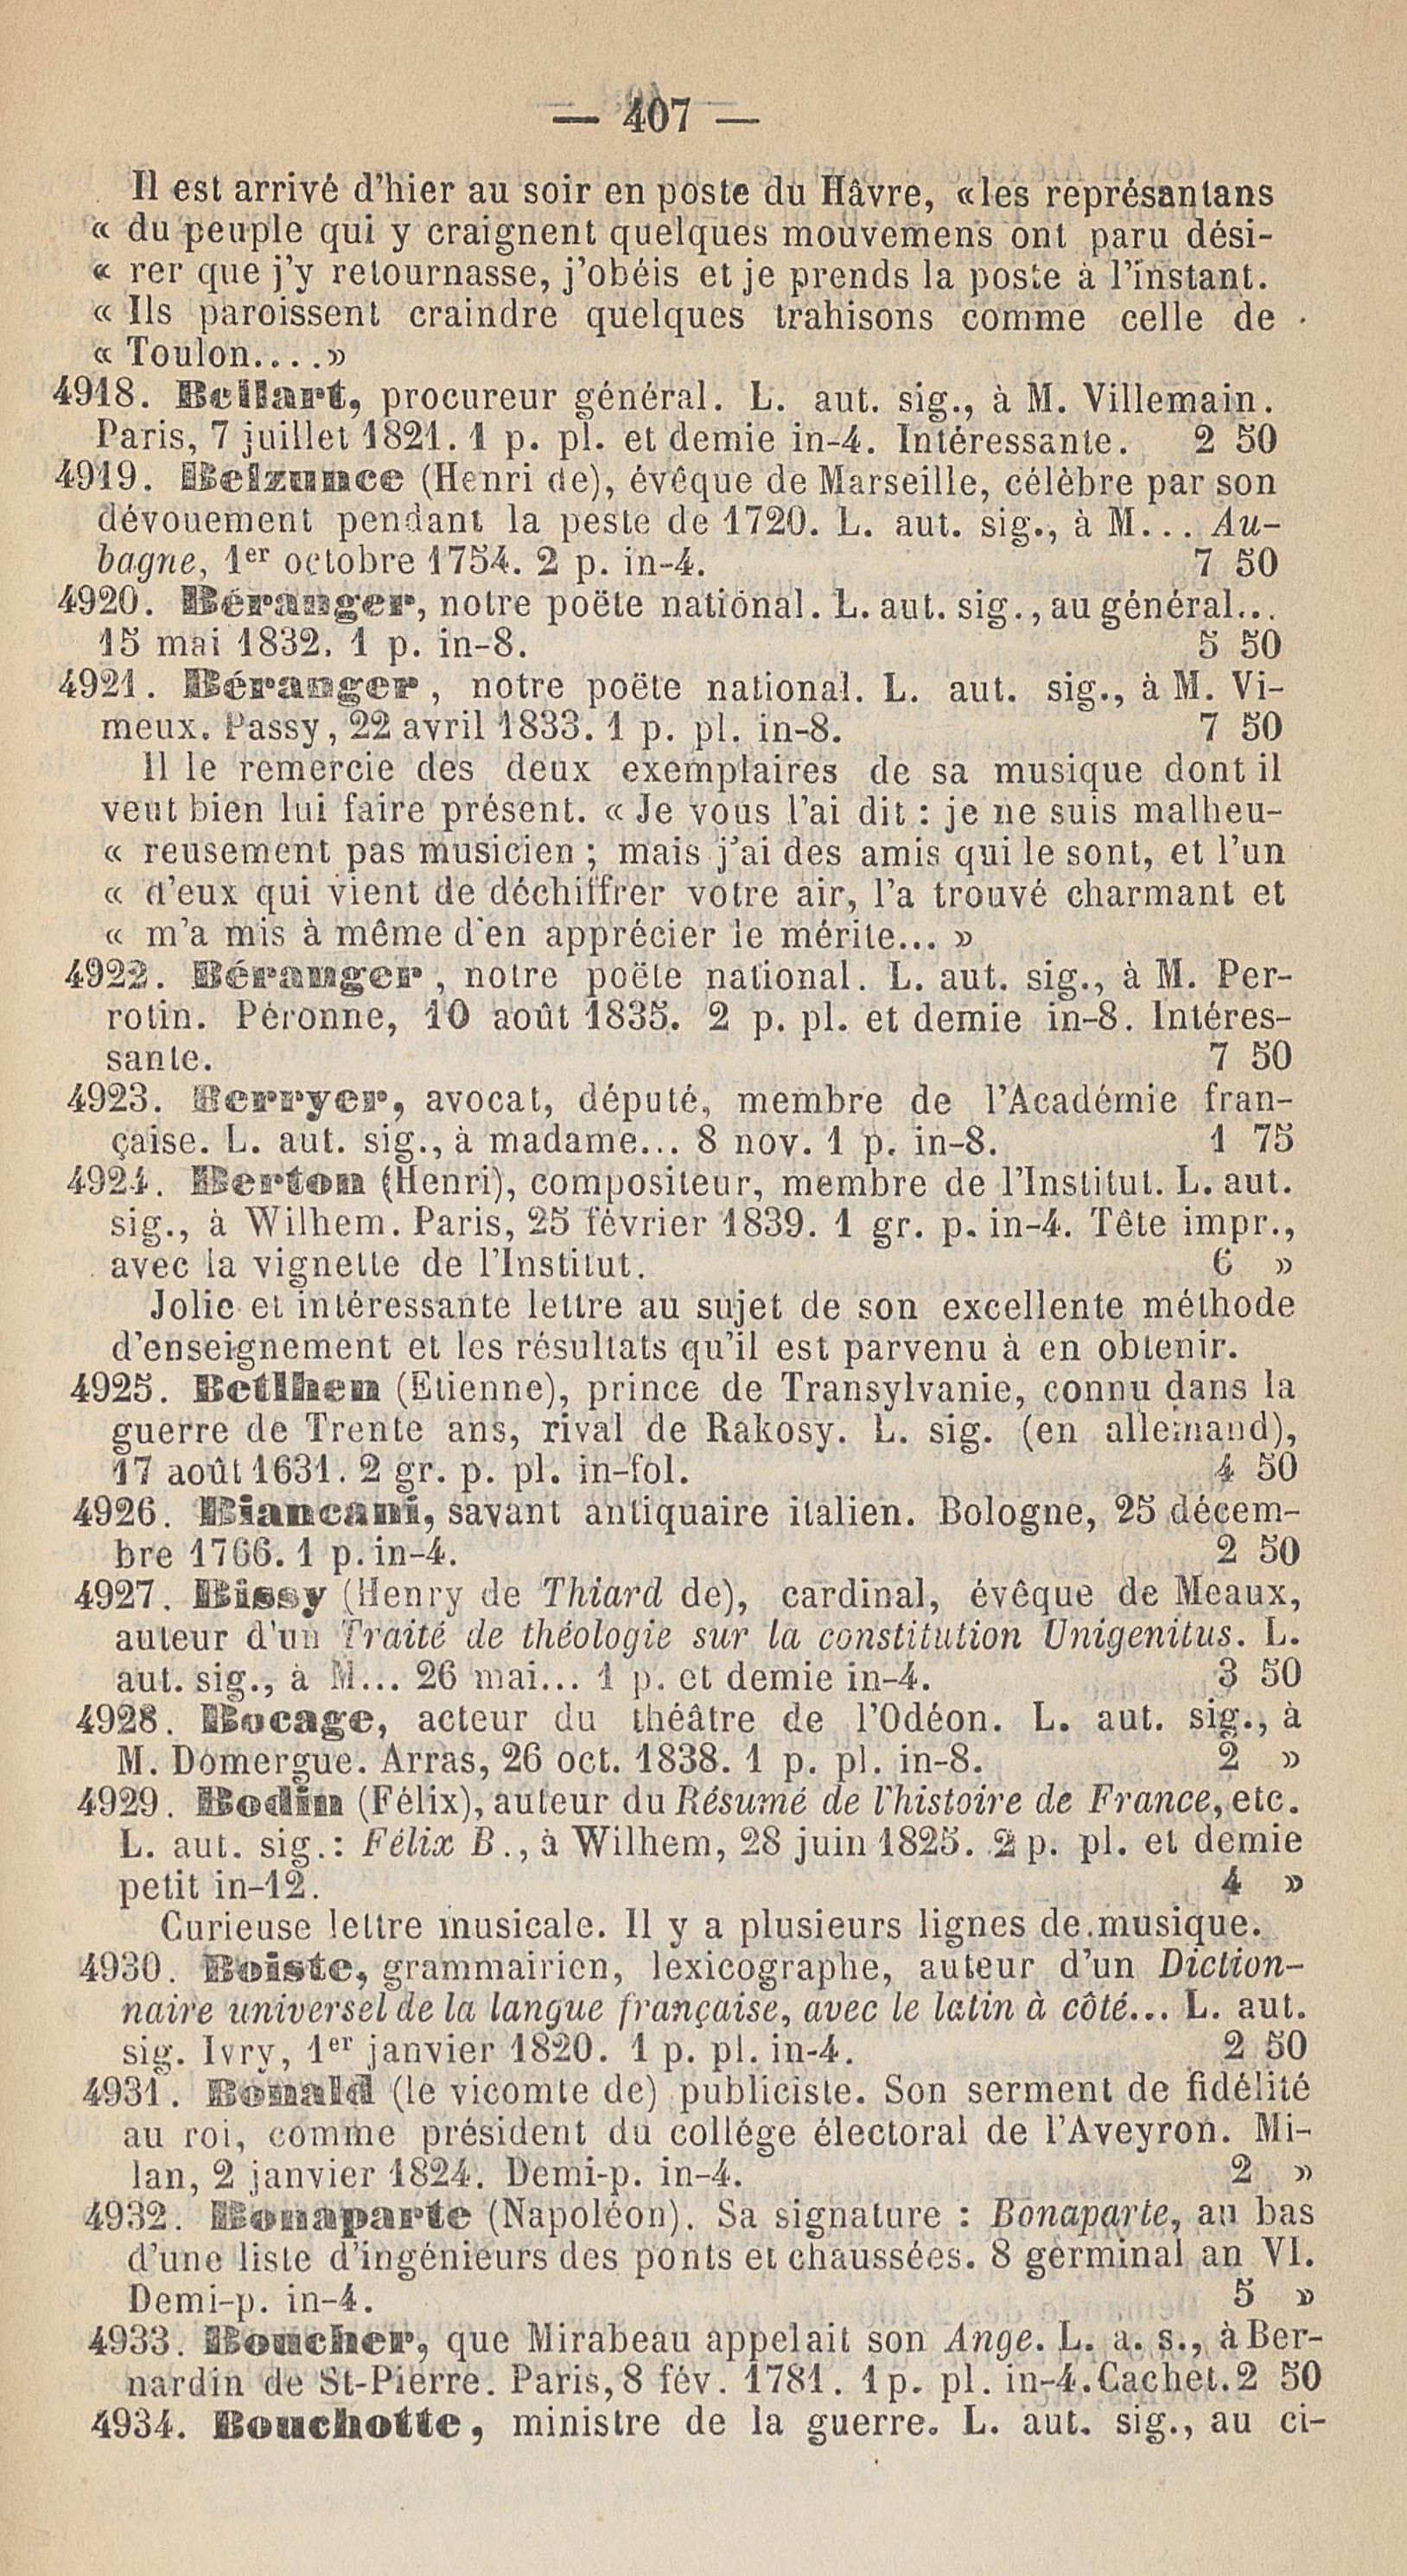 — 407 —
Il est arrivé d'hier au soir en poste du Hâvre, «les représantans
« du peuple qui y craignent quelques mouvemens ont paru dési-
« rer que j'y retournasse, j'obéis et je prends la poste à l'instant.
« Ils paroissent craindre quelques trahisons comme celle de
« Toulon....»
4918. Bellart, procureur général. L. aut. sig., à M. Villemain.
Paris, 7 juillet 1821. 1 p. pl. et demie in-4. Intéressante. 2 50
4919. Belzunce (Henri de), évêque de Marseille, célèbre par son
dévouement pendant la peste de 1720. L. aut. sig., à M... Au-
bagne, 1er octobre 1754. 2 p. in-4. 7 50
4920. Béranger, notre poëte national. L. aut. sig., au général...
15 mai 1832. 1 p. in-8. 5 50
4921. Béranger, notre poëte national. L. aut. sig., à M. Vi-
meux. Passy, 22 avril 1833. 1 p. pl. in-8. 7 50
Il le remercie des deux exemplaires de sa musique dont il
veut bien lui faire présent. « Je vous l'ai dit : je ne suis malheu-
« reusement pas musicien ; mais j'ai des amis qui le sont, et l'un
« d'eux qui vient de déchiffrer votre air, l'a trouvé charmant et
« m'a mis à même d'en apprécier le mérite... »
4922. Béranger, notre poëte national. L. aut. sig., à M. Per-
rotin. Péronne, 10 août 1835. 2 p. pl. et demie in-8. Intéres-
sante. 7 50
4923. Berryer, avocat, député, membre de l'Académie fran-
çaise. L. aut. sig., à madame... 8 nov. 1 p. in-8. 1 75
4924. Berton (Henri), compositeur, membre de l'Institut. L. aut.
sig., à Wilhem. Paris, 25 février 1839. 1 gr. p. in-4. Tête impr.,
avec la vignette de l'Institut. 6 »
Jolie et intéressante lettre au sujet de son excellente méthode
d'enseignement et les résultats qu'il est parvenu à en obtenir.
4925. Betlhem (Etienne), prince de Transylvanie, connu dans la
guerre de Trente ans, rival de Rakosy. L. sig. (en allemand),
17 août 1631. 2 gr. p. pl. in-fol. 4 50
4926. Biancani, savant antiquaire italien. Bologne, 25 décem-
bre 1766. 1 p. in-4. 2 50
4927. Bissy (Henry de Thiard de), cardinal, évêque de Meaux,
auteur d'un Traité de théologie sur la constitution Unigenitus. L.
aut. sig., à M... 26 mai... 1 p. et demie in-4. 3 50
4928. Bocage, acteur du théâtre de l'Odéon. L. aut. sig., à
M. Domergue. Arras, 26 oct. 1838. 1 p. pl. in-8. 2 »
4929. Bodin (Félix), auteur du Résumé de l'histoire de France, etc.
L. aut. sig. : Félix B., à Wilhem, 28 juin 1825. 2 p. pl. et demie
petit in-12. 4 »
Curieuse lettre musicale. Il y a plusieurs lignes de musique.
4930. Boiste, grammairien, lexicographe, auteur d'un Diction-
naire universel de la langue française, avec le latin à côté... L. aut.
sig. Ivry, 1er janvier 1820. 1 p. pl. in-4. 2 50
4931. Bonald (le vicomte de) publiciste. Son serment de fidélité
au roi, comme président du collége électoral de l'Aveyron. Mi-
lan, 2 janvier 1824. Demi-p. in-4. 2 »
4932. Bonaparte (Napoléon). Sa signature : Bonaparte, au bas
d'une liste d'ingénieurs des ponts et chaussées. 8 germinal an VI.
Demi-p. in-4. 5 »
4933. Boucher, que Mirabeau appelait son Ange. L. a. s., à Ber-
nardin de St-Pierre. Paris, 8 fév. 1781. 1 p. pl. in-4. Cachet. 2 50
4934. Bouchotte, ministre de la guerre. L. aut. sig., au ci-